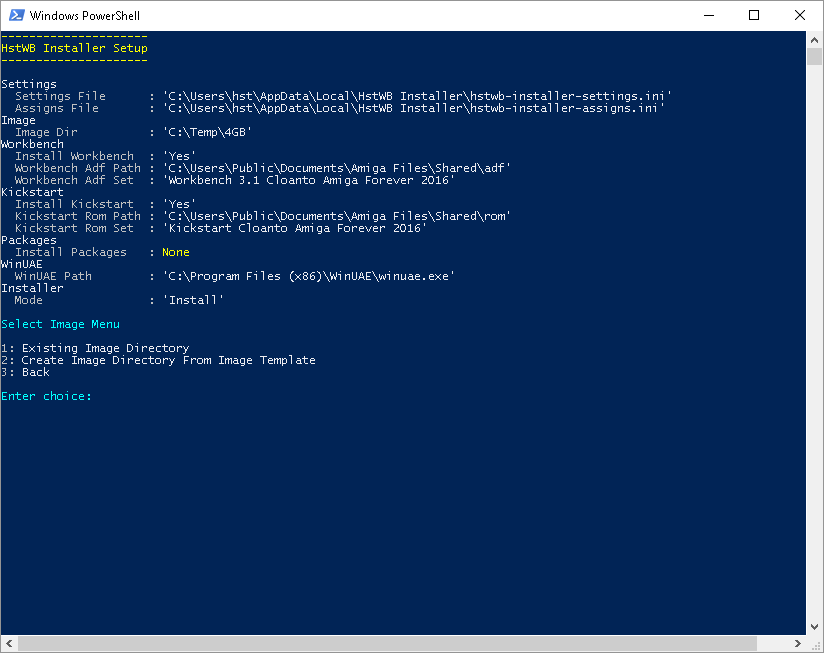 Windows PowerShell
---------------------
HstWB Installer Setup
---------------------
Settings
  Settings File      : 'C:\Users\hst\AppData\Local\HstWB Installer\hstwb-installer-settings.ini'
  Assigns File       : 'C:\Users\hst\AppData\Local\HstWB Installer\hstwb-installer-assigns.ini'
Image
  Image Dir          : 'C:\Temp\4GB'
Workbench
  Install Workbench  : 'Yes'
  Workbench Adf Path : 'C:\Users\Public\Documents\Amiga Files\Shared\adf'
  Workbench Adf Set  : 'Workbench 3.1 Cloanto Amiga Forever 2016'
Kickstart
  Install Kickstart  : 'Yes'
  Kickstart Rom Path : 'C:\Users\Public\Documents\Amiga Files\Shared\rom'
  Kickstart Rom Set  : 'Kickstart Cloanto Amiga Forever 2016'
Packages
  Install Packages   : None
WinUAE
  WinUAE Path        : 'C:\Program Files (x86)\WinUAE\winuae.exe'
Installer
  Mode               : 'Install'
Select Image Menu
1: Existing Image Directory
2: Create Image Directory From Image Template
3: Back
Enter choice: